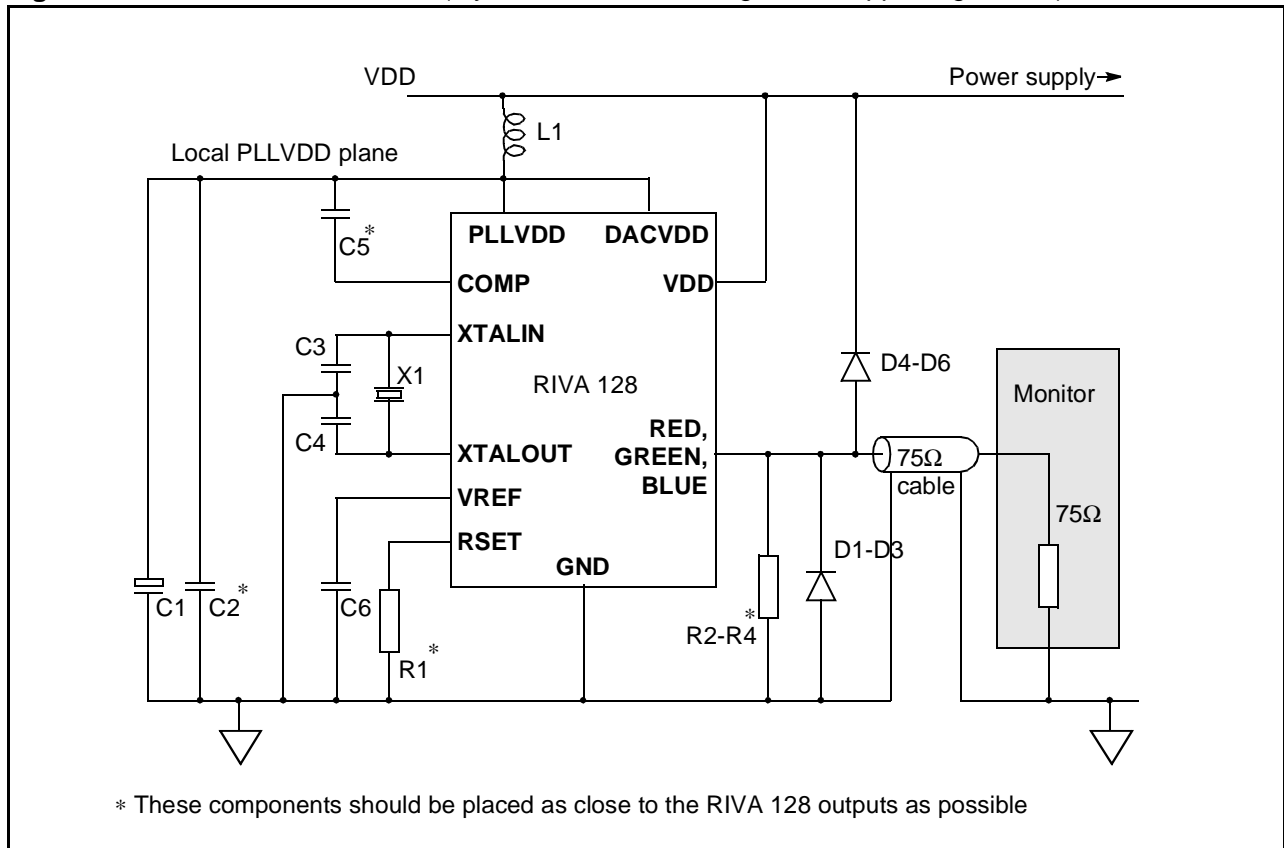 VDD
Power supply
L1
Local PLLVDD plane
PLLVDD DACVDD
C5*
COMP
VDD
XTALIN
C3
X1
D4-D6
RIVA 128
Monitor
C4
RED,
GREEN,
BLUE
XTALOUT
75Ω
cable
VREF
75Ω
RSET
D1-D3
GND
C1
C2*
C6
R1*
R2-R4*
* These components should be placed as close to the RIVA 128 outputs as possible